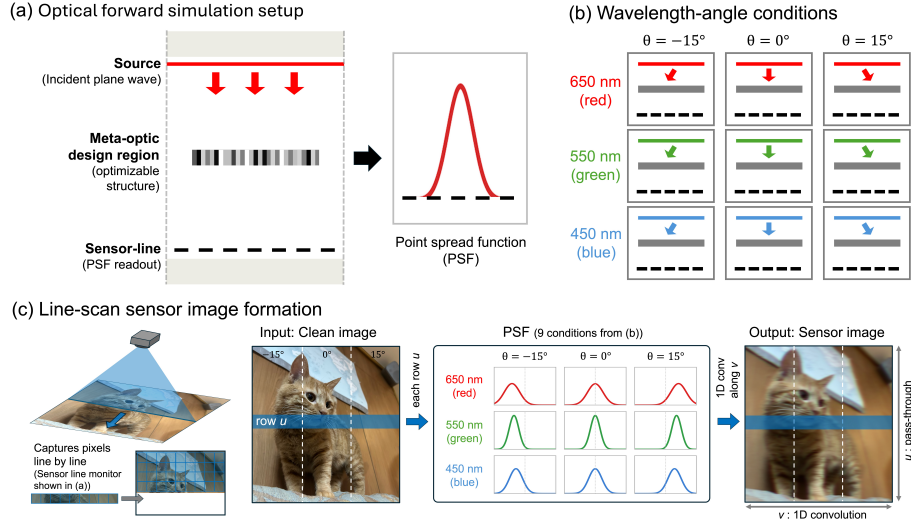 (a) Optical forward simulation setup
Source
(Incident plane wave)
Meta-optic
design region
(optimizable
structure)
Sensor-line
(PSF readout)
Point spread function
(PSF)
(b) Wavelength-angle conditions
θ = −15° θ = 0° θ = 15°
650 nm
(red)
550 nm
(green)
450 nm
(blue)
(c) Line-scan sensor image formation
Captures pixels
line by line
(Sensor line monitor
shown in (a))
Input: Clean image
−15° 0° 15°
row u
each row u
PSF (9 conditions from (b))
θ = −15° θ = 0° θ = 15°
650 nm
(red)
550 nm
(green)
450 nm
(blue)
1D conv
along v
Output: Sensor image
u : pass-through
v : 1D convolution